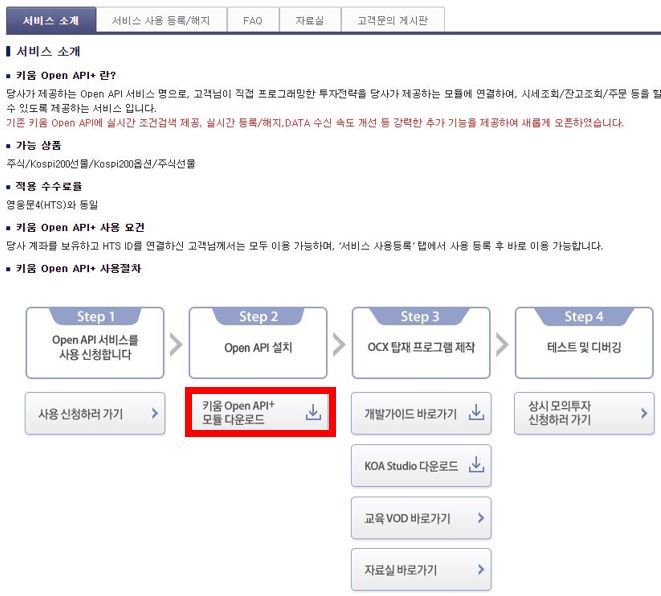 서비스 소개
서비스 사용 등록/해지
FAQ
자료실
고객문의 게시판
서비스 소개
키움 Open API+ 란?
당사가 제공하는 Open API 서비스 명으로, 고객님이 직접 프로그래밍한 투자전략을 당사가 제공하는 모듈에 연결하여, 시세조회/잔고조회/주문 등을 할
수 있도록 제공하는 서비스 입니다.
기존 키움 Open API에 실시간 조건검색 제공, 실시간 등록/해지,DATA 수신 속도 개선 등 강력한 추가 기능을 제공하여 새롭게 오픈하였습니다.
가능 상품
주식/Kospi200선물/Kospi200옵션/주식선물
적용 수수료율
영웅문4(HTS)와 동일
키움 Open API+ 사용 요건
당사 계좌를 보유하고 HTS ID를 연결하신 고객님께서는 모두 이용 가능하며, '서비스 사용등록' 탭에서 사용 등록 후 바로 이용 가능합니다.
키움 Open API+ 사용절차
Step 1
Open API 서비스를
사용 신청합니다
사용 신청하러 가기
Step 2
Open API 설치
키움 Open API+
모듈 다운로드
Step 3
OCX 탑재 프로그램 제작
개발가이드 바로가기
KOA Studio 다운로드
교육 VOD 바로가기
자료실 바로가기
Step 4
테스트 및 디버깅
상시 모의투자
신청하러 가기